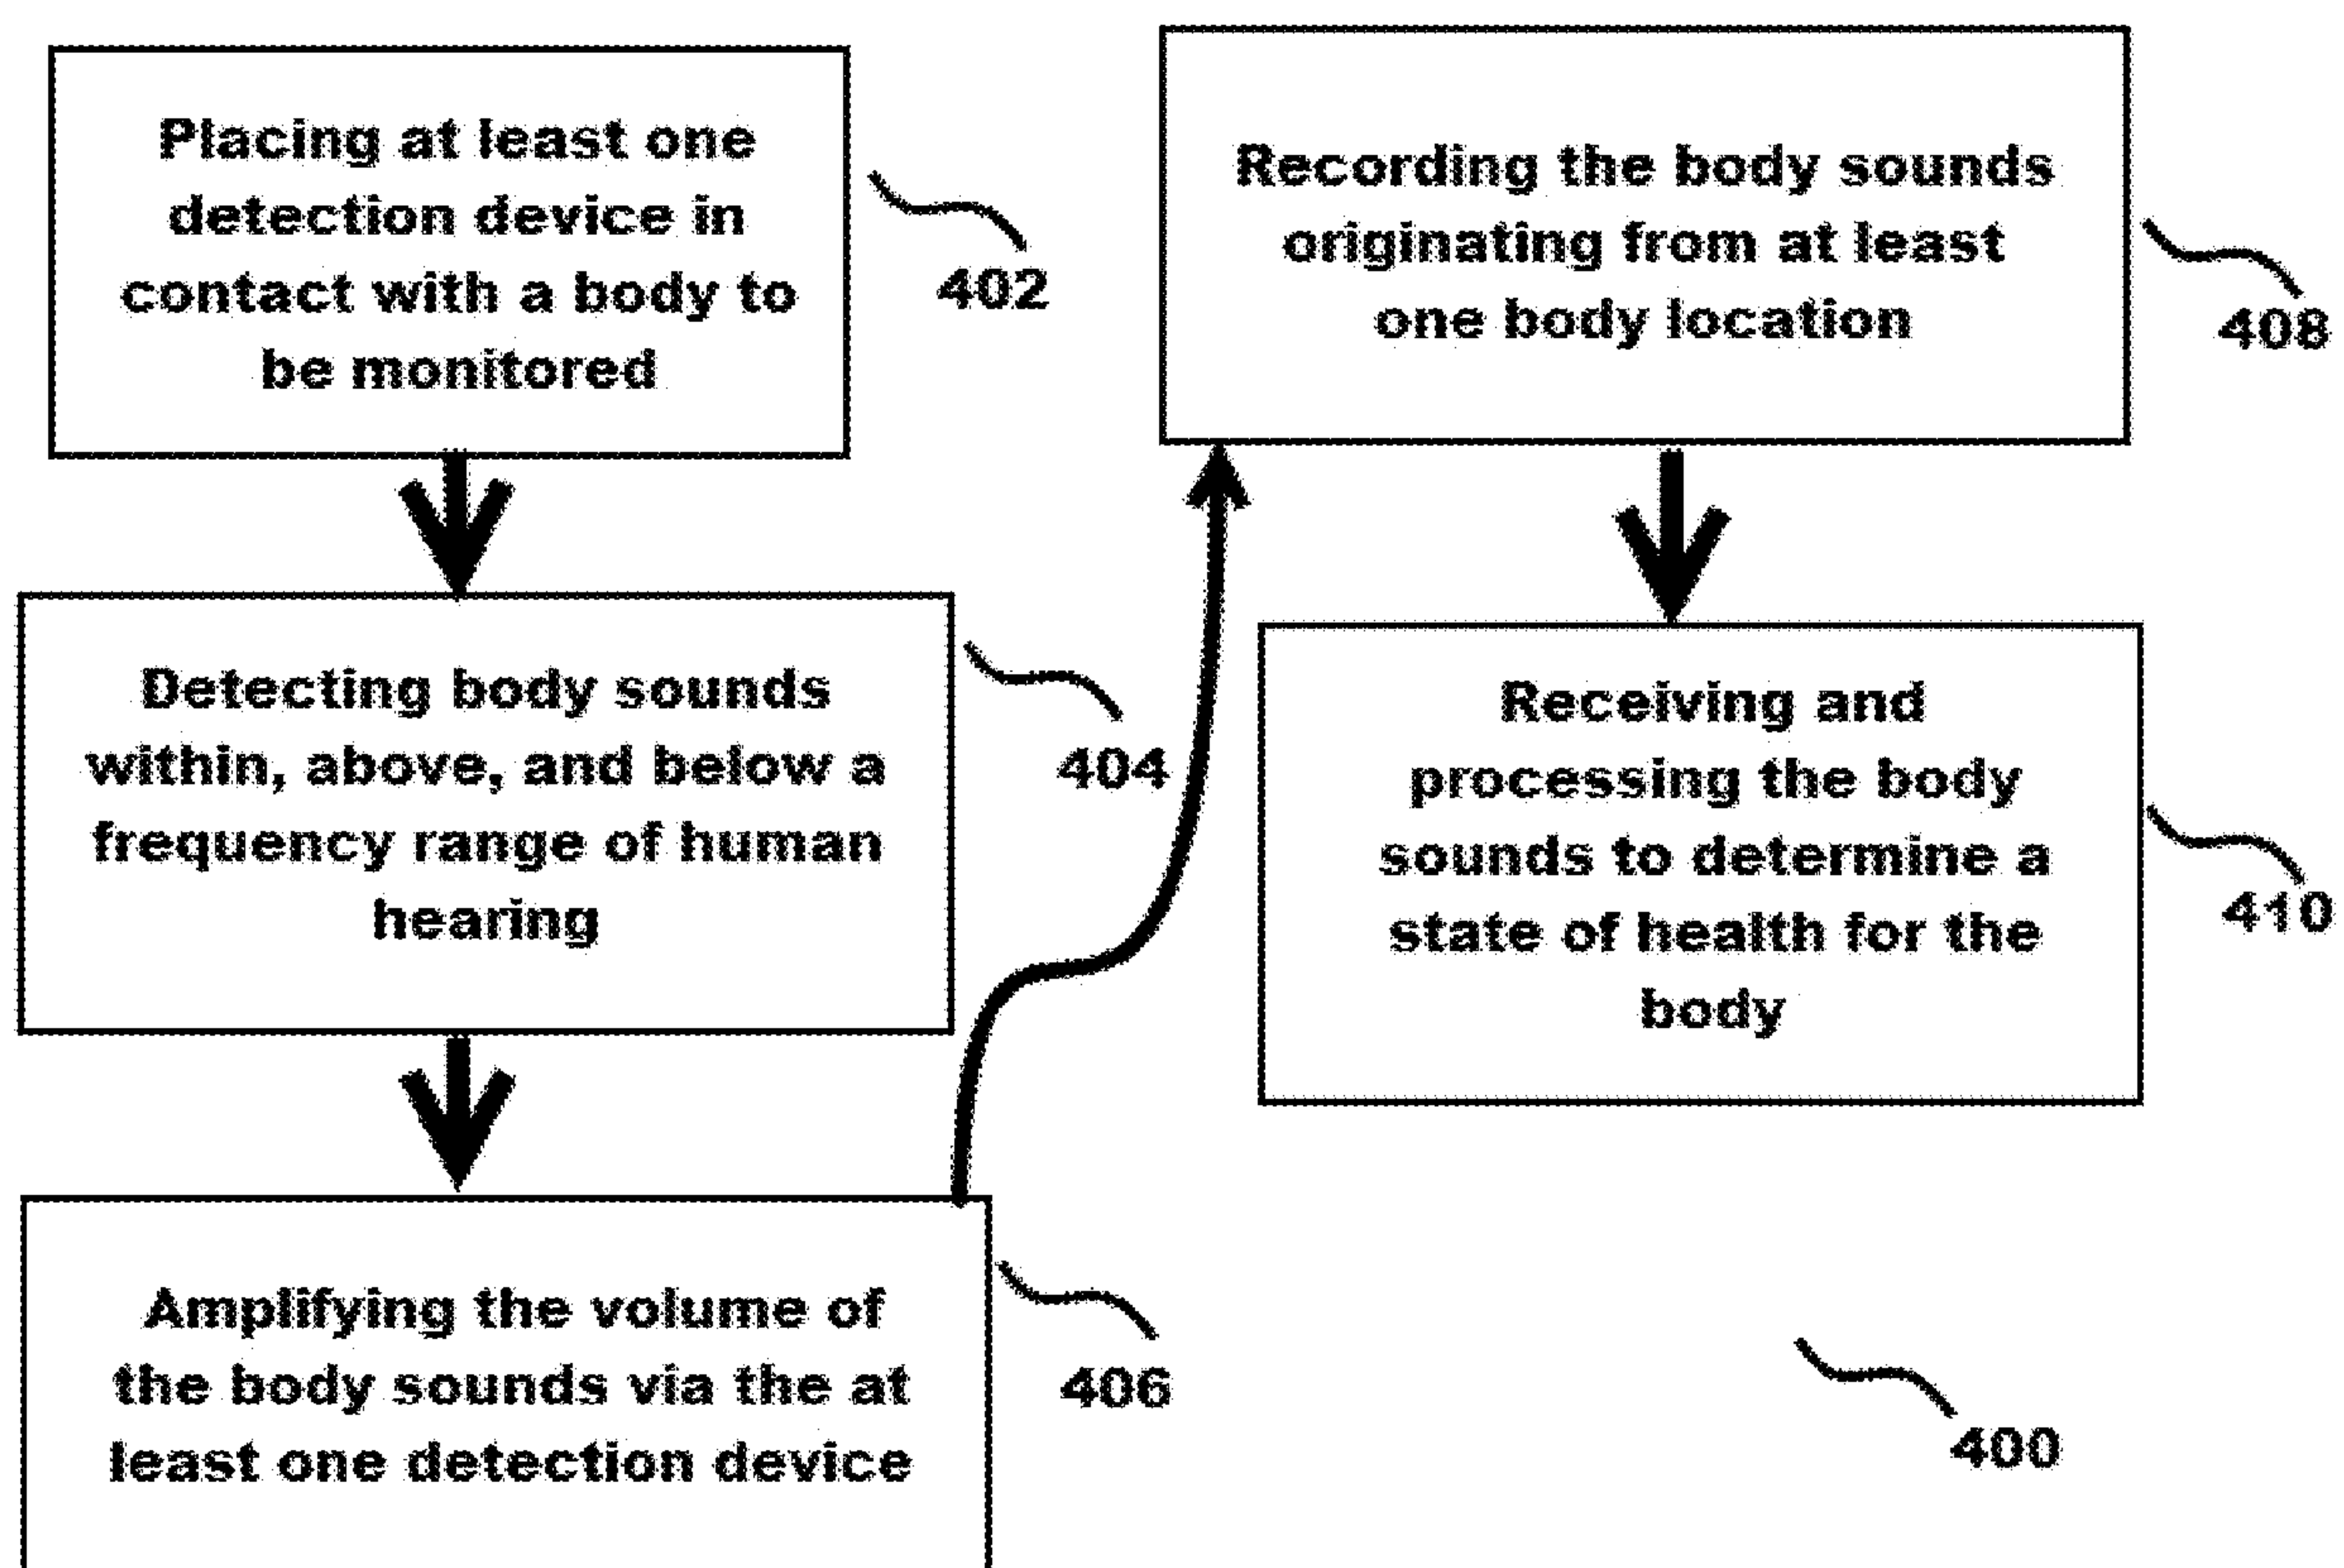 Placing at least one
detection device in
contact with a body to
be monitored
402
Detecting body sounds
within, above, and below a
frequency range of human
hearing
404
Amplifying the volume of
the body sounds via the at
least one detection device
406
Recording the body sounds
originating from at least
one body location
408
Receiving and
processing the body
sounds to determine a
state of health for the
body
410
400